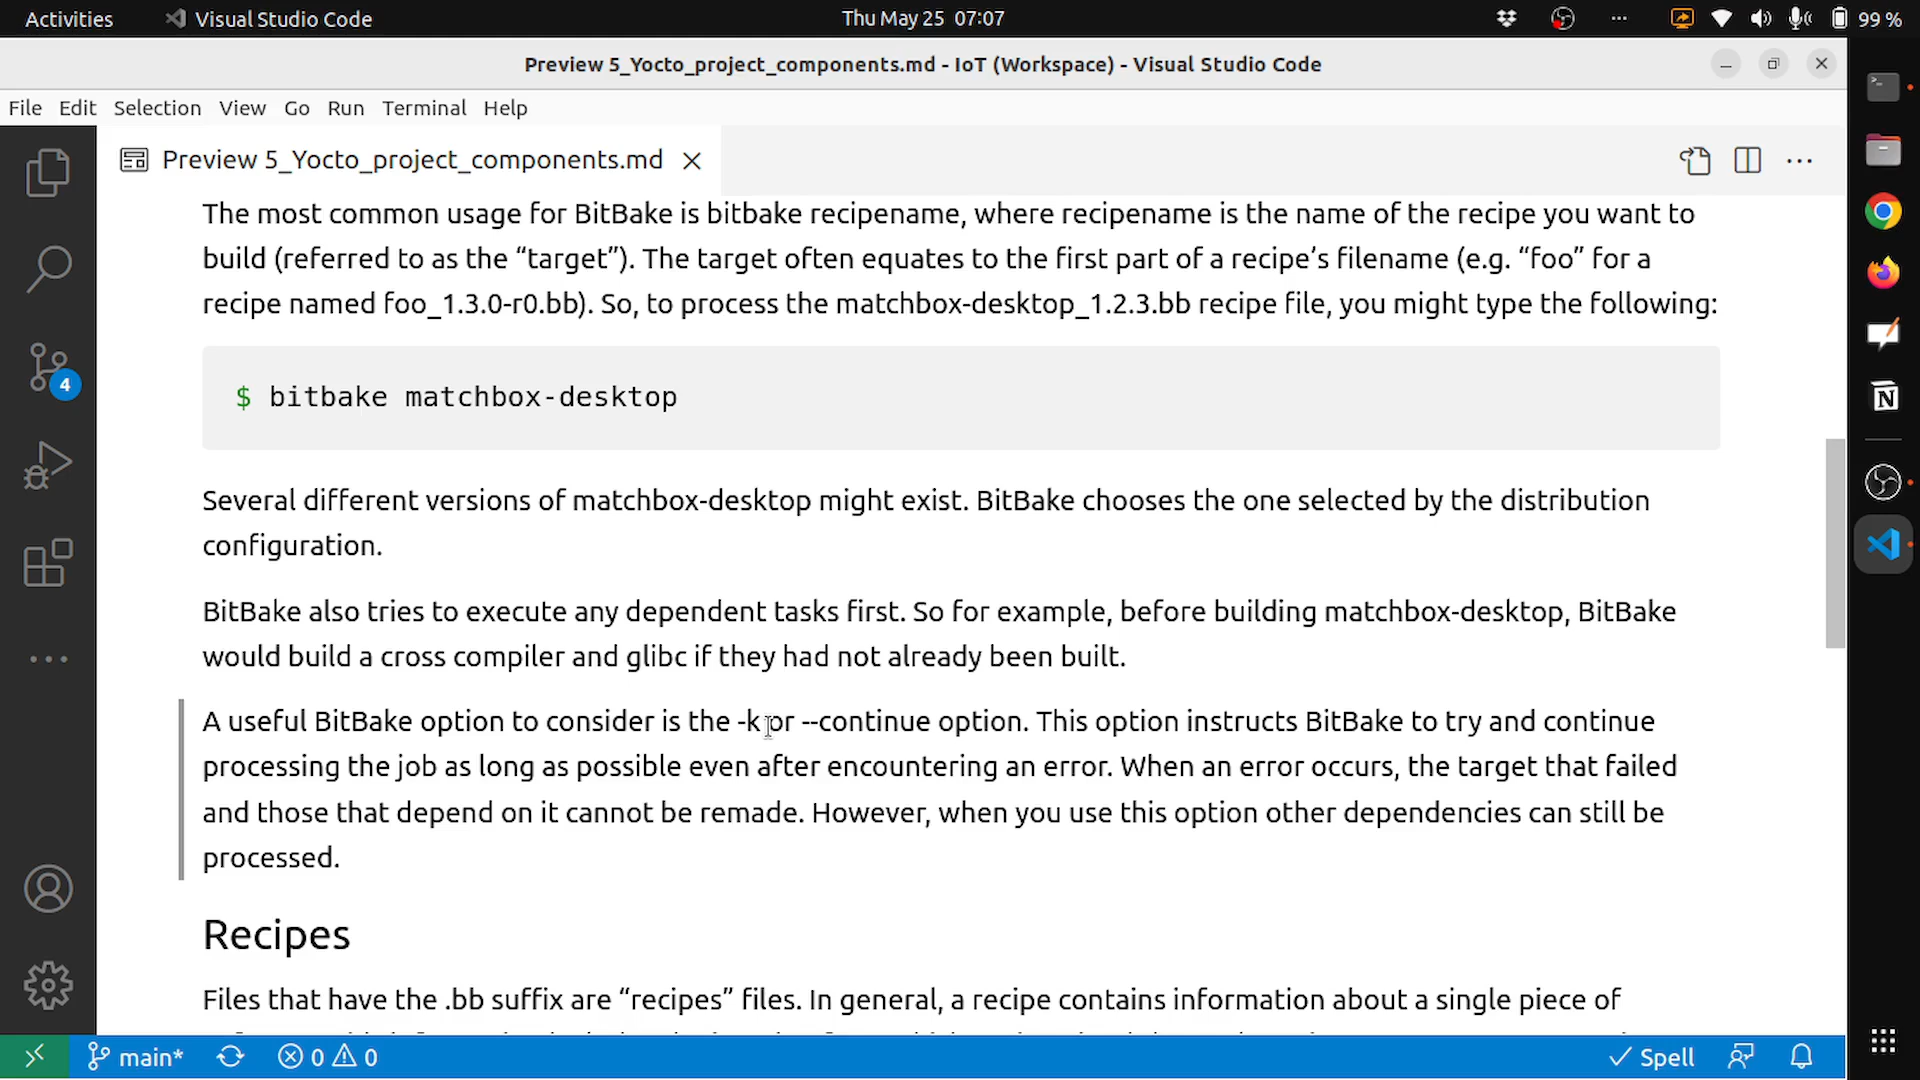 Activities
Visual Studio Code
Thu May 25 07:07
99 %
Preview 5_Yocto_project_components.md - IoT (Workspace) - Visual Studio Code
File Edit Selection View Go Run Terminal Help
Preview 5_Yocto_project_components.md
The most common usage for BitBake is bitbake recipename, where recipename is the name of the recipe you want to
build (referred to as the “target”). The target often equates to the first part of a recipe’s filename (e.g. “foo” for a
recipe named foo_1.3.0-r0.bb). So, to process the matchbox-desktop_1.2.3.bb recipe file, you might type the following:
$ bitbake matchbox-desktop
Several different versions of matchbox-desktop might exist. BitBake chooses the one selected by the distribution
configuration.
4
BitBake also tries to execute any dependent tasks first. So for example, before building matchbox-desktop, BitBake
would build a cross compiler and glibc if they had not already been built.
A useful BitBake option to consider is the -k or --continue option. This option instructs BitBake to try and continue
processing the job as long as possible even after encountering an error. When an error occurs, the target that failed
and those that depend on it cannot be remade. However, when you use this option other dependencies can still be
processed.
Recipes
Files that have the .bb suffix are “recipes” files. In general, a recipe contains information about a single piece of
main*
0
0
Spell